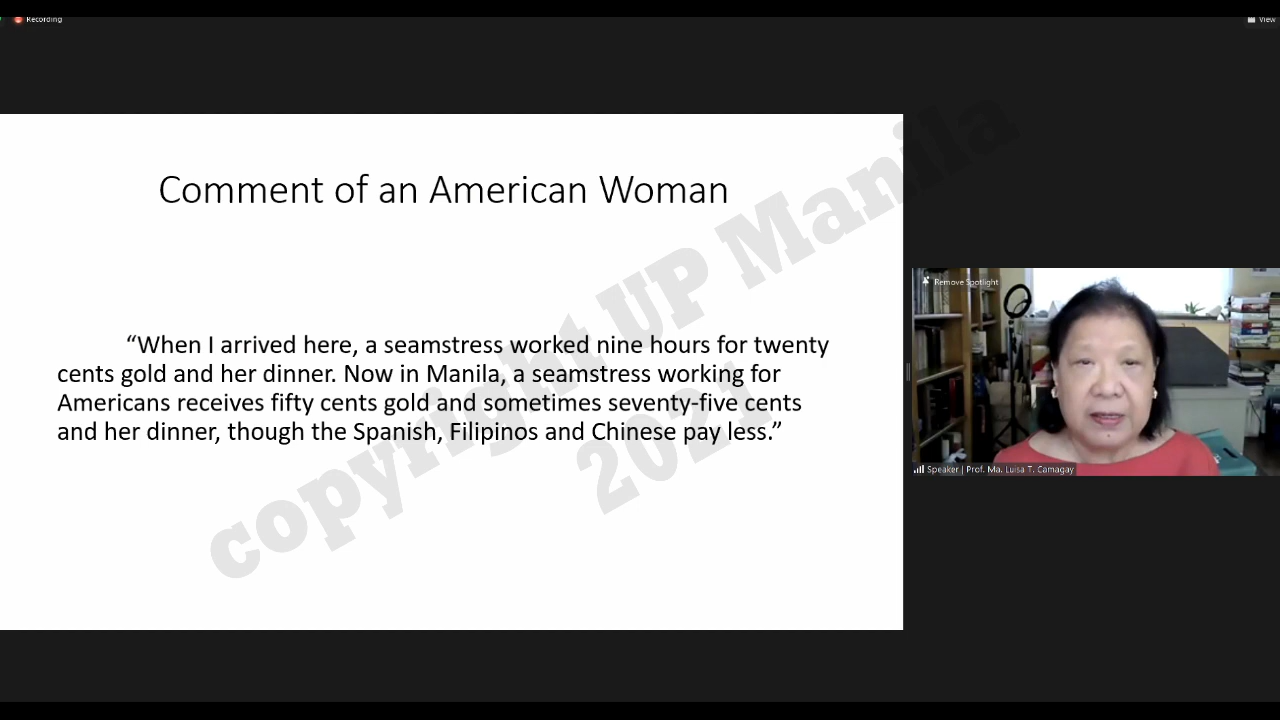 Recording
View
Comment of an American Woman
“When I arrived here, a seamstress worked nine hours for twenty
cents gold and her dinner. Now in Manila, a seamstress working for
Americans receives fifty cents gold and sometimes seventy-five cents
and her dinner, though the Spanish, Filipinos and Chinese pay less.”
copyright UP Manila
2021
Remove Spotlight
Speaker | Prof. Ma. Luisa T. Camagay